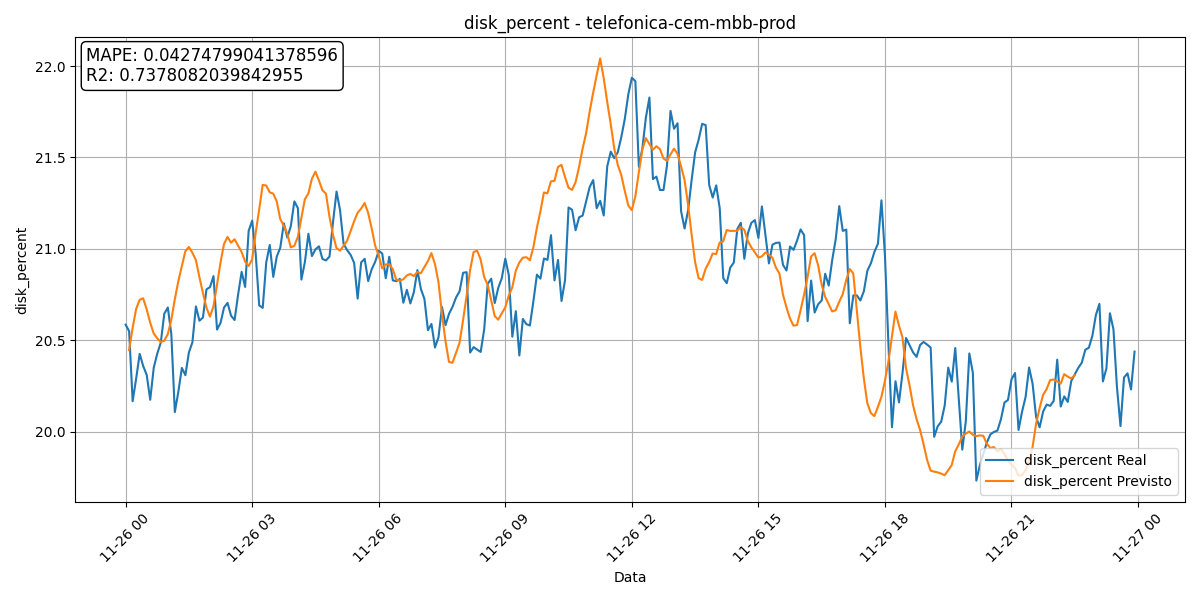 disk_percent - telefonica-cem-mbb-prod
MAPE: 0.04274799041378596
R2: 0.7378082039842955
disk_percent
22.0
21.5
21.0
20.5
20.0
disk_percent Real
disk_percent Previsto
11-26 00
11-26 03
11-26 06
11-26 09
11-26 12
11-26 15
11-26 18
11-26 21
11-27 00
Data